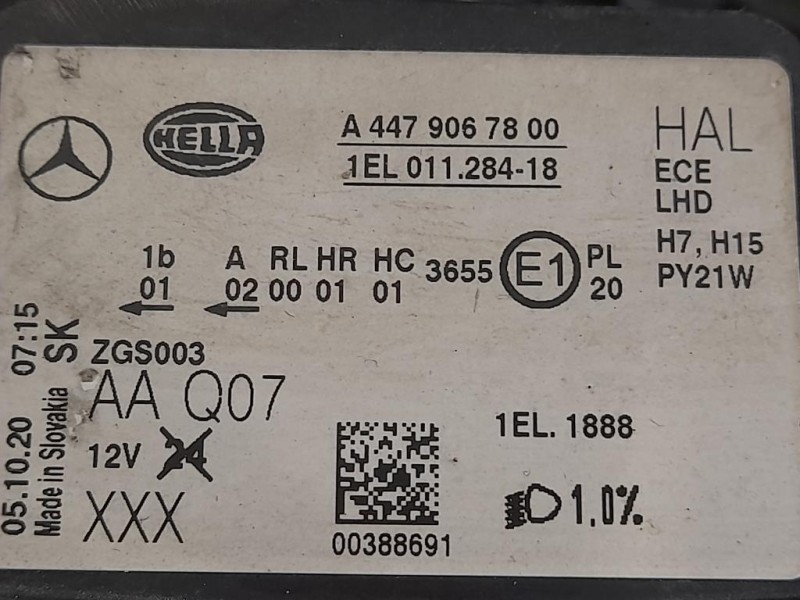 HELLA
A 447 906 78 00
1EL 011.284-18
HAL
ECE
LHD
H7, H15
PY21W
1b A RL HR HC 3655 E1 PL
01 02 00 01 01 20
ZGS003
AA Q07
12V 24
XXX
00388691
1EL. 1888
1,0%
05.10.20 07:15
Made in Slovakia SK